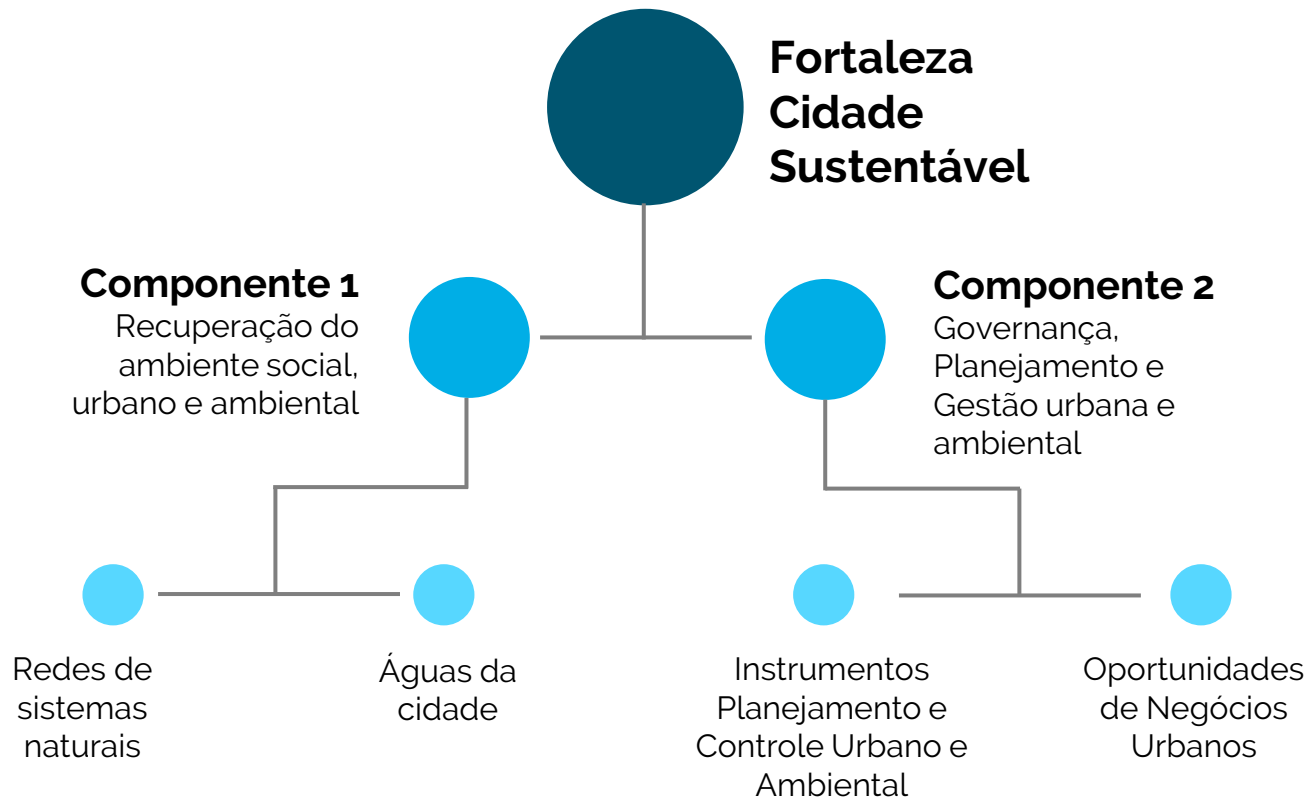 Fortaleza
Cidade
Sustentável
Componente 1
Recuperação do
ambiente social,
urbano e ambiental
Componente 2
Governança,
Planejamento e
Gestão urbana e
ambiental
Redes de
sistemas
naturais
Águas da
cidade
Instrumentos
Planejamento e
Controle Urbano e
Ambiental
Oportunidades
de Negócios
Urbanos